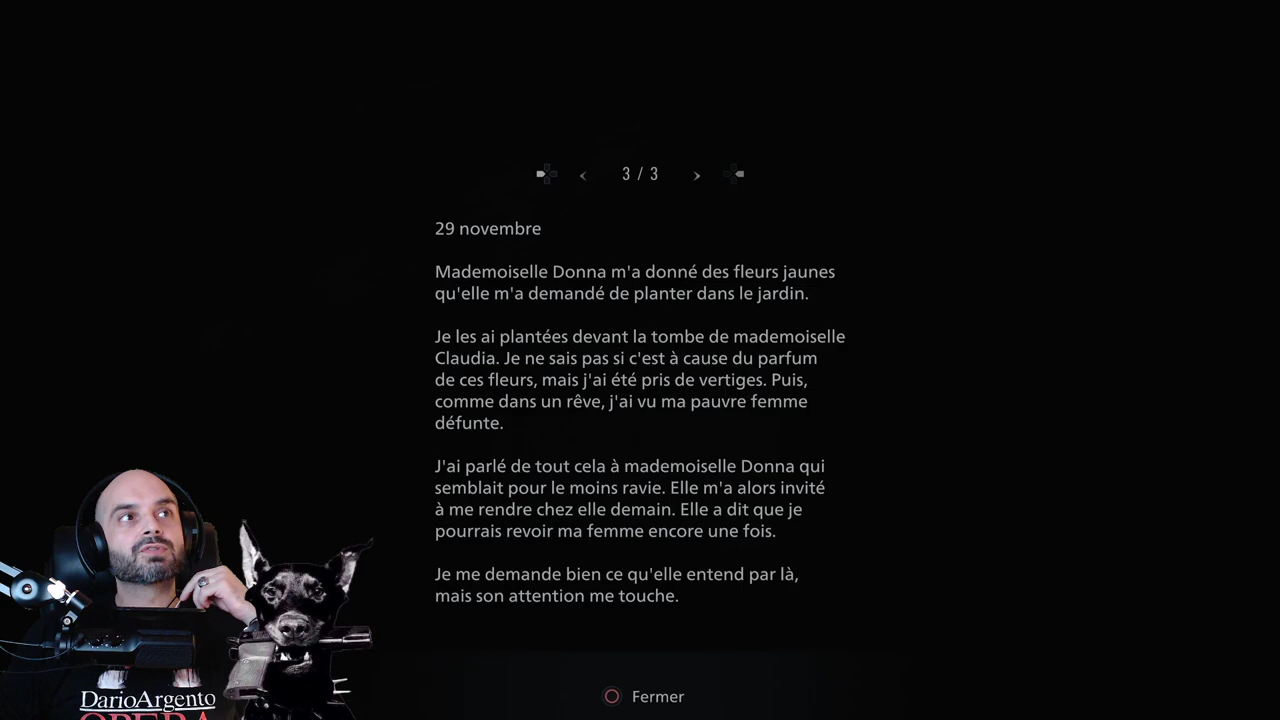 3 / 3
29 novembre
Mademoiselle Donna m'a donné des fleurs jaunes
qu'elle m'a demandé de planter dans le jardin.
Je les ai plantées devant la tombe de mademoiselle
Claudia. Je ne sais pas si c'est à cause du parfum
de ces fleurs, mais j'ai été pris de vertiges. Puis,
comme dans un rêve, j'ai vu ma pauvre femme
défunte.
J'ai parlé de tout cela à mademoiselle Donna qui
semblait pour le moins ravie. Elle m'a alors invité
à me rendre chez elle demain. Elle a dit que je
pourrais revoir ma femme encore une fois.
Je me demande bien ce qu'elle entend par là,
mais son attention me touche.
Fermer
DarioArgento
OPERA